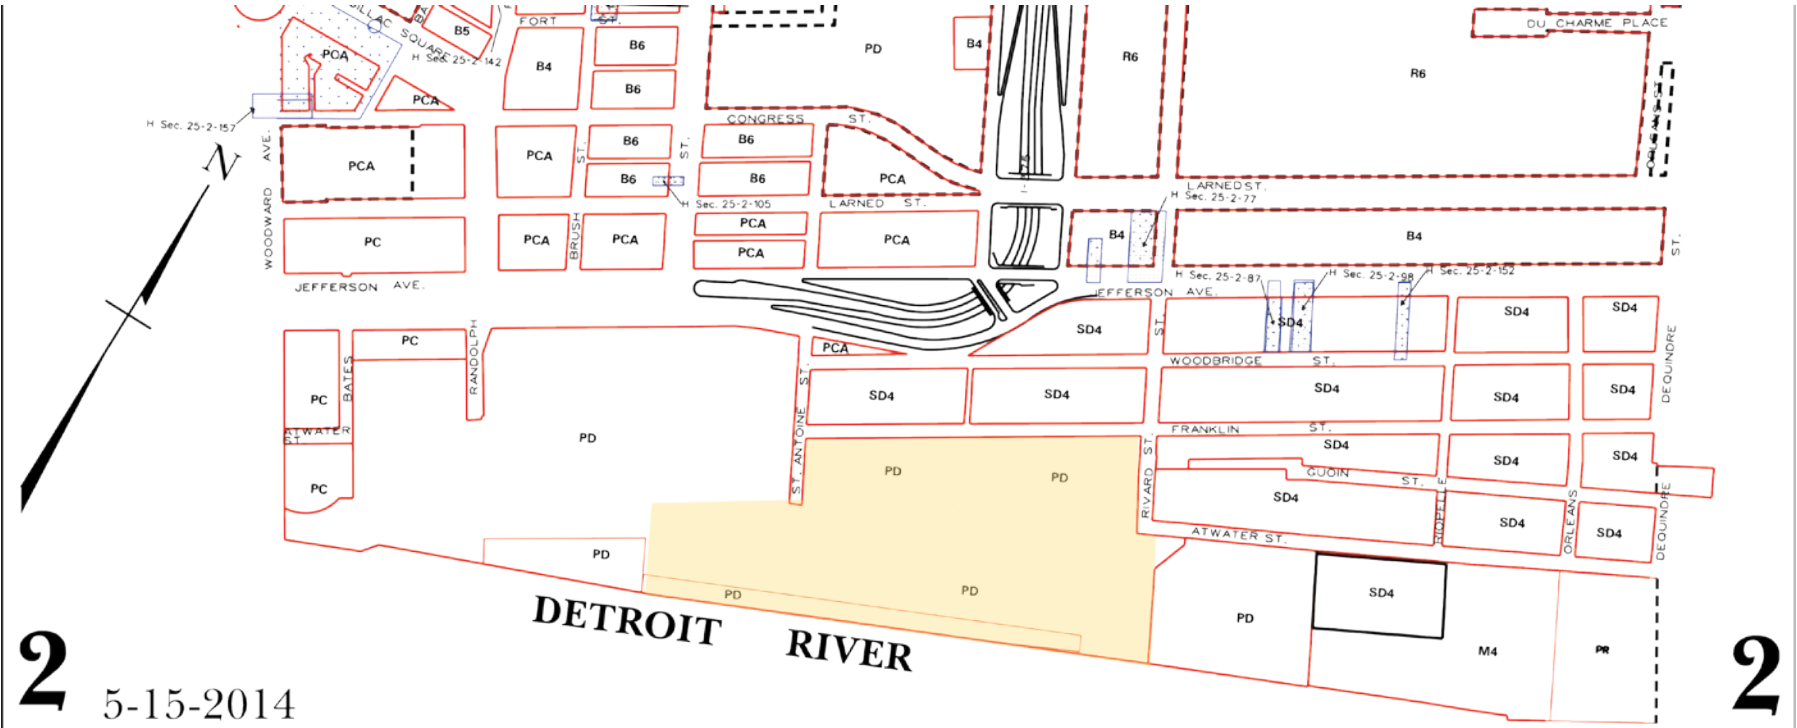 DU CHARME PLACE
FORT ST.
SQUARE
B5
B6
PD
B4
R6
R6
PCA
H Sec. 25-2-142
B4
B6
PCA
CONGRESS ST.
H Sec. 25-2-157
N
WOODWARD AVE.
PCA
PCA
ST.
B6
ST.
B6
PCA
I-375
ORLEANS ST.
B6
B6
H Sec. 25-2-105
LARNED ST.
LARNED ST.
H Sec. 25-2-77
PC
PCA
BRUSH
PCA
PCA
PCA
PCA
B4
B4
ST.
JEFFERSON AVE.
JEFFERSON AVE.
H Sec. 25-2-87
H Sec. 25-2-98
H Sec. 25-2-152
PC
BATES
PC
RANDOLPH
PCA
SD4
ST.
SD4
SD4
SD4
DEQUINDRE
WOODBRIDGE ST.
ATWATER ST.
PD
ST. ANTOINE ST.
SD4
SD4
SD4
SD4
SD4
FRANKLIN ST.
PC
PD
PD
RIVARD ST.
SD4
GUOIN ST.
SD4
SD4
SD4
RIOPELLE
SD4
ORLEANS
SD4
DEQUINDRE
ATWATER ST.
PD
PD
PD
PD
SD4
M4
PR
DETROIT RIVER
2
5-15-2014
2